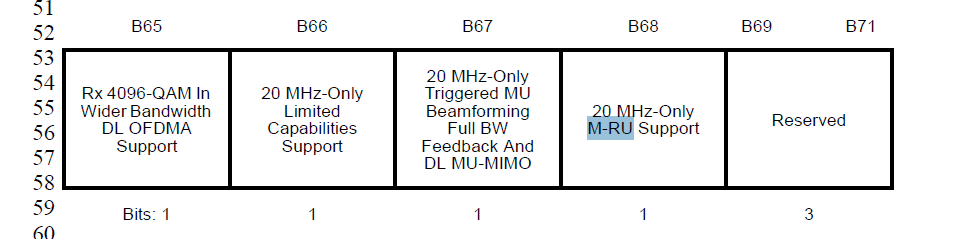 51
52
B65 B66 B67 B68 B69 B71
53
54
55
56
57
58
59
60
Rx 4096-QAM In
Wider Bandwidth
DL OFDMA
Support
20 MHz-Only
Limited
Capabilities
Support
20 MHz-Only
Triggered MU
Beamforming
Full BW
Feedback And
DL MU-MIMO
20 MHz-Only
M-RU Support
Reserved
Bits: 1 1 1 1 3